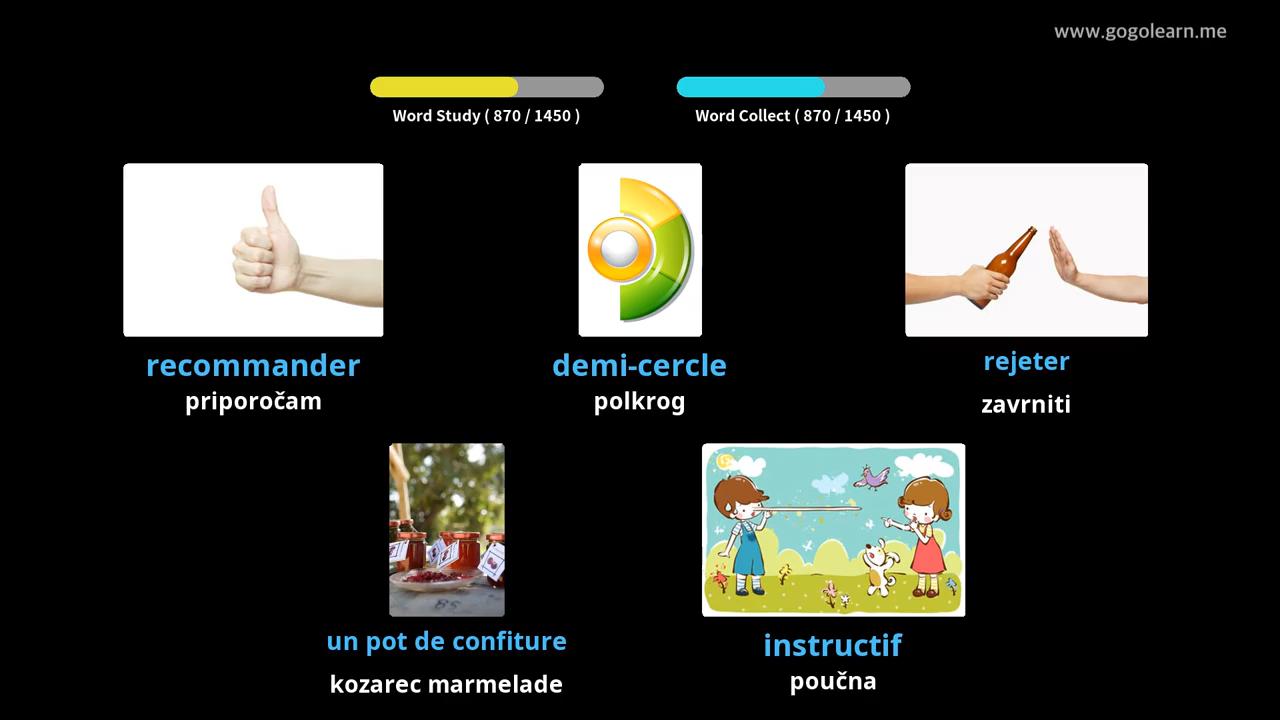 www.gogolearn.me
Word Study ( 870 / 1450 )
Word Collect ( 870 / 1450 )
recommander
priporočam
demi-cercle
polkrog
rejeter
zavrniti
un pot de confiture
kozarec marmelade
instructif
poučna